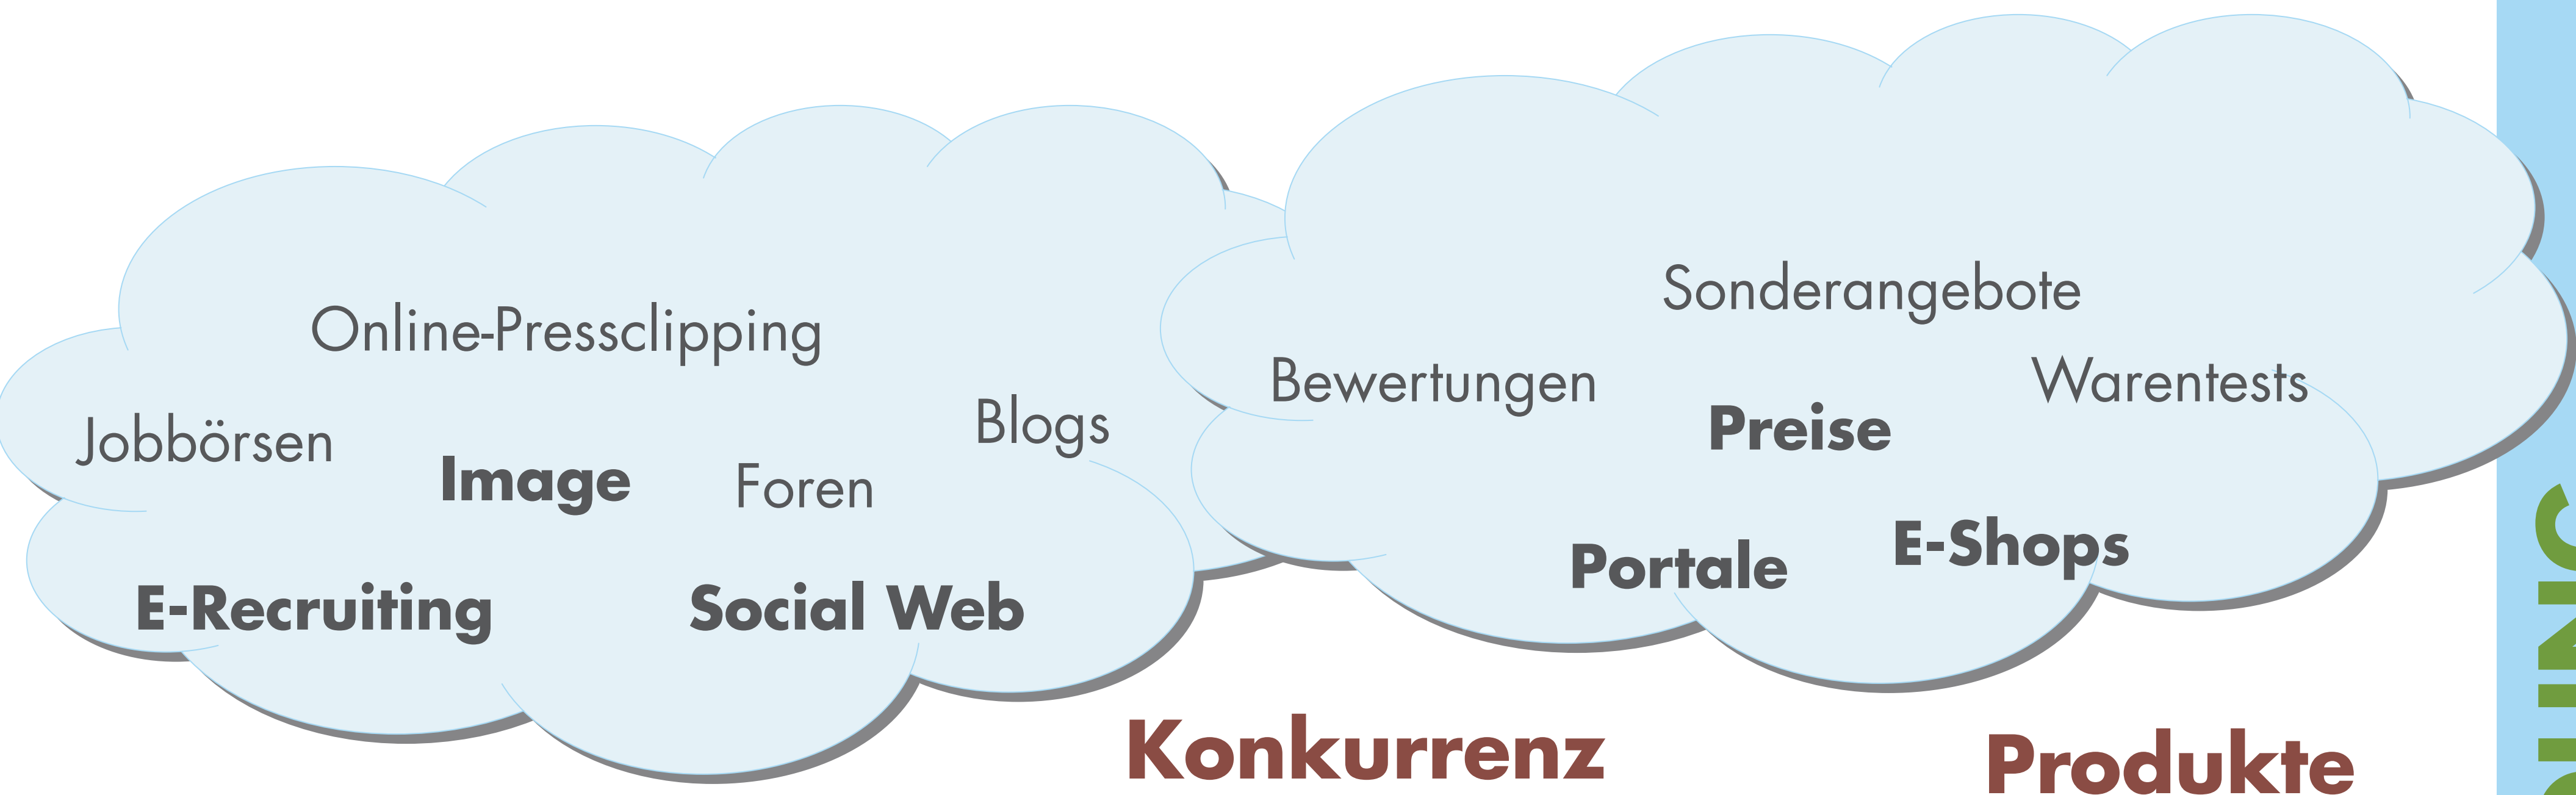 Online-Pressclipping
Jobbörsen
Image
Foren
Blogs
E-Recruiting
Social Web
Sonderangebote
Bewertungen
Preise
Warentests
Portale
E-Shops
Konkurrenz
Produkte